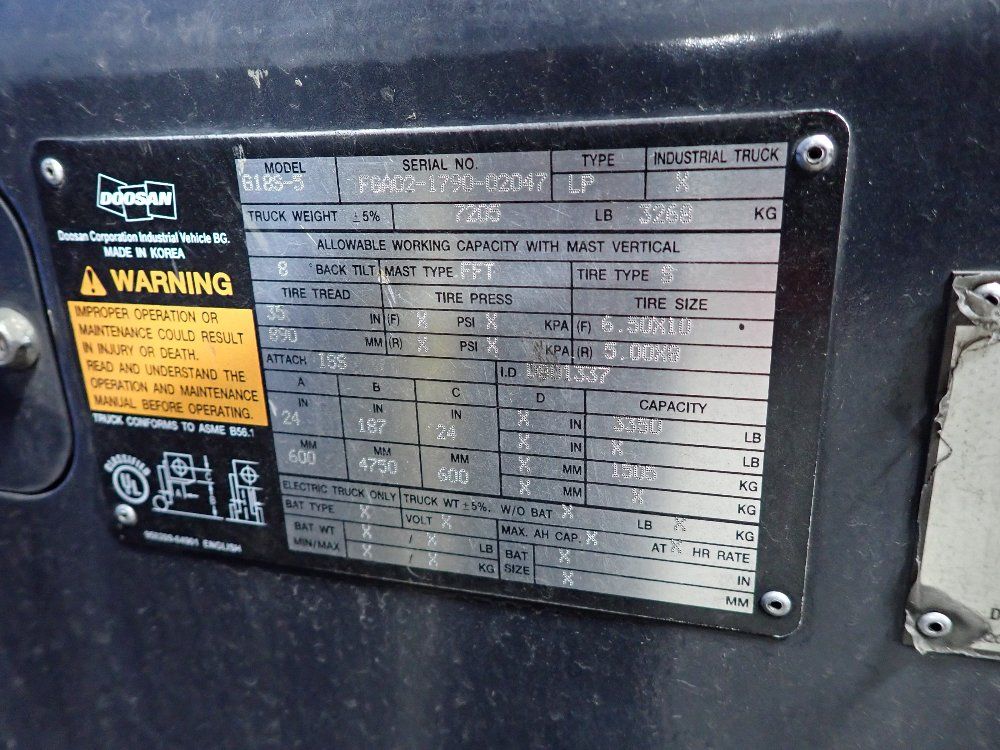 DOOSAN
Doosan Corporation Industrial Vehicle BG.
MADE IN KOREA
WARNING
IMPROPER OPERATION OR
MAINTENANCE COULD RESULT
IN INJURY OR DEATH.
READ AND UNDERSTAND THE
OPERATION AND MAINTENANCE
MANUAL BEFORE OPERATING.
TRUCK CONFORMS TO ASME B56.1
UL
ENGLISH
MODEL SERIAL NO. TYPE INDUSTRIAL TRUCK
G18S-5 FGA02-1790-02047 LP X
TRUCK WEIGHT ±5% 7205 LB 3268 KG
ALLOWABLE WORKING CAPACITY WITH MAST VERTICAL
8 BACK TILT MAST TYPE FFT TIRE TYPE S
TIRE TREAD TIRE PRESS TIRE SIZE
35 IN (F) X PSI X KPA (F) 6.50X10
890 MM (R) X PSI X KPA (R) 5.00X8
ATTACH 18S I.D
A B C D CAPACITY
IN IN IN X IN 3350 LB
24 187 24 X IN X LB
MM MM MM X MM 1505 KG
600 4750 600 X MM X KG
ELECTRIC TRUCK ONLY TRUCK WT ±5%. W/O BAT X LB X KG
BAT TYPE X VOLT X MAX. AH CAP. X AT X HR RATE
BAT WT X / X LB BAT X IN
MIN/MAX X / X KG SIZE X MM